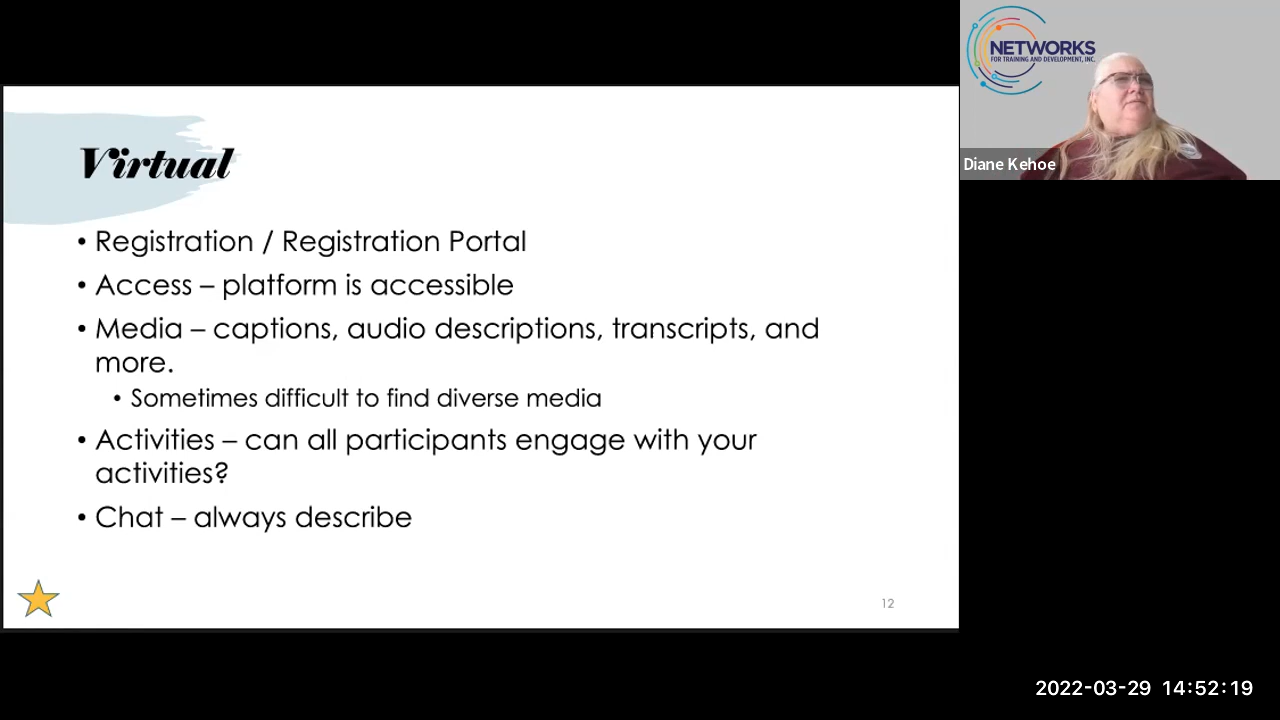 NETWORKS
FOR TRAINING AND DEVELOPMENT, INC.
Diane Kehoe
Virtual
• Registration / Registration Portal
• Access – platform is accessible
• Media – captions, audio descriptions, transcripts, and
more.
• Sometimes difficult to find diverse media
• Activities – can all participants engage with your
activities?
• Chat – always describe
12
2022-03-29 14:52:19